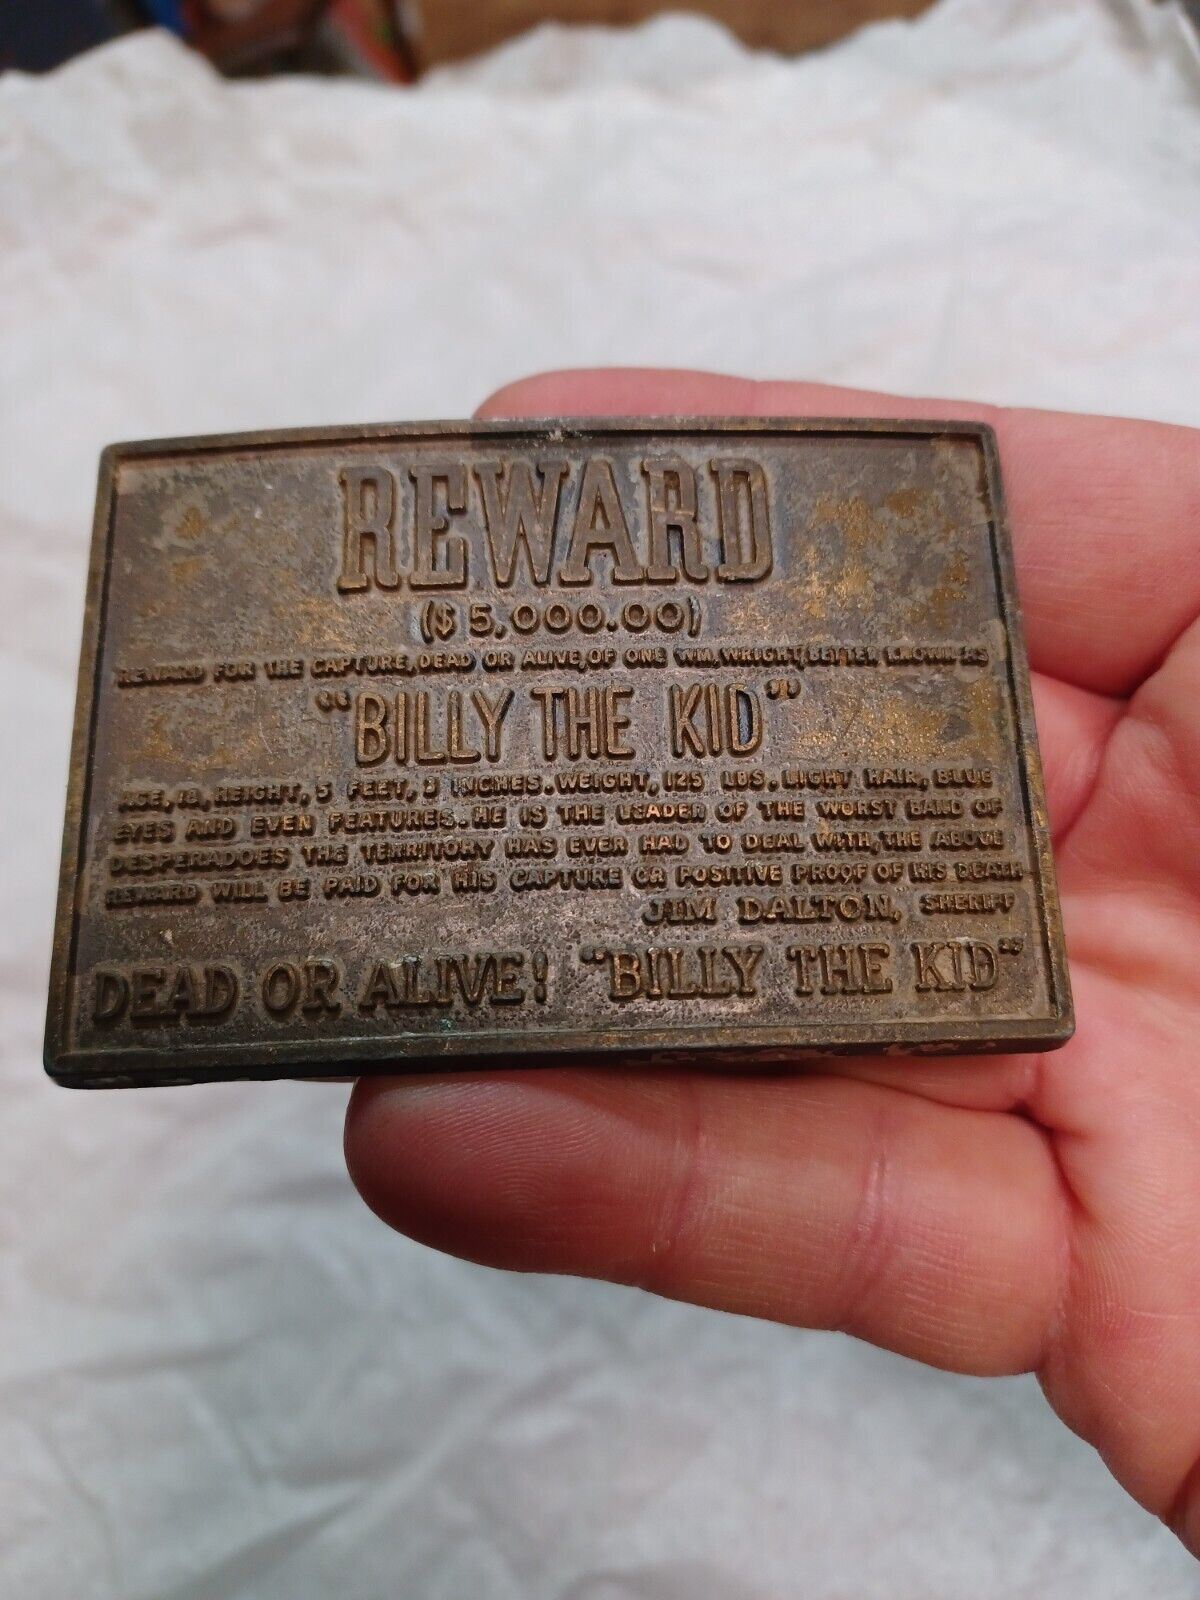 REWARD
($5,000.00)
REWARD FOR THE CAPTURE, DEAD OR ALIVE, OF ONE WM, WRIGHT, BETTER KNOWN AS
"BILLY THE KID"
AGE, 18, HEIGHT, 5 FEET, 3 INCHES. WEIGHT, 125 LBS. LIGHT HAIR, BLUE
EYES AND EVEN FEATURES. HE IS THE LEADER OF THE WORST BAND OF
DESPERADOES THE TERRITORY HAS EVER HAD TO DEAL WITH, THE ABOVE
REWARD WILL BE PAID FOR HIS CAPTURE OR POSITIVE PROOF OF HIS DEATH
JIM DALTON, SHERIFF
DEAD OR ALIVE! "BILLY THE KID"